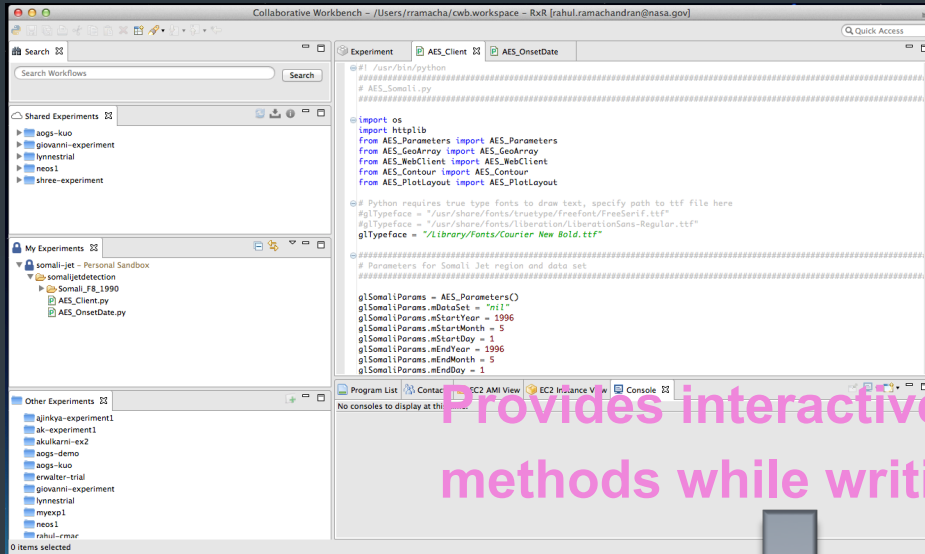 Collaborative Workbench – /Users/rramacha/cwb.workspace – RxR [rahul.ramachandran@nasa.gov]
Quick Access
Search
Search Workflows
Search
Shared Experiments
aogs-kuo
giovanni-experiment
lynnestrial
neos1
shree-experiment
My Experiments
somali-jet – Personal Sandbox
somalijetdetection
Somali_F8_1990
AES_Client.py
AES_OnsetDate.py
Other Experiments
ajinkya-experiment1
ak-experiment1
akulkarni-ex2
aogs-demo
aogs-kuo
erwalter-trial
giovanni-experiment
lynnestrial
myexp1
neos1
rahul-cmac
0 items selected
Experiment AES_Client AES_OnsetDate
#! /usr/bin/python
# AES_Somali.py
import os
import httplib
from AES_Parameters import AES_Parameters
from AES_GeoArray import AES_GeoArray
from AES_WebClient import AES_WebClient
from AES_Contour import AES_Contour
from AES_PlotLayout import AES_PlotLayout
# Python requires true type fonts to draw text, specify path to ttf file here
#glTypeface = "/usr/share/fonts/truetype/freefont/FreeSerif.ttf"
#glTypeface = "/usr/share/fonts/liberation/LiberationSans-Regular.ttf"
glTypeface = "/Library/Fonts/Courier New Bold.ttf"
# Parameters for Somali Jet region and data set
glSomaliParams = AES_Parameters()
glSomaliParams.mDataSet = "nil"
glSomaliParams.mStartYear = 1996
glSomaliParams.mStartMonth = 5
glSomaliParams.mStartDay = 1
glSomaliParams.mEndYear = 1996
glSomaliParams.mEndMonth = 5
glSomaliParams.mEndDay = 1
Program List Contac EC2 AMI View EC2 Instance View Console
No consoles to display at thi
Provides interactive
methods while writi